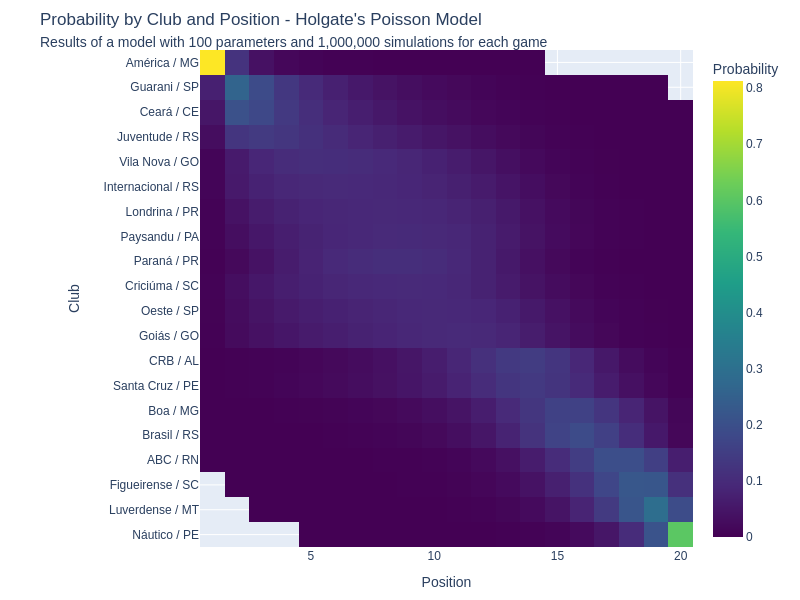 Probability by Club and Position - Holgate's Poisson Model
Results of a model with 100 parameters and 1,000,000 simulations for each game
Probability
América / MG
Guarani / SP
Ceará / CE
Juventude / RS
Vila Nova / GO
Internacional / RS
Londrina / PR
Paysandu / PA
Paraná / PR
Criciúma / SC
Oeste / SP
Goiás / GO
CRB / AL
Santa Cruz / PE
Boa / MG
Brasil / RS
ABC / RN
Figueirense / SC
Luverdense / MT
Náutico / PE
Club
5
10
15
20
Position
0.8
0.7
0.6
0.5
0.4
0.3
0.2
0.1
0